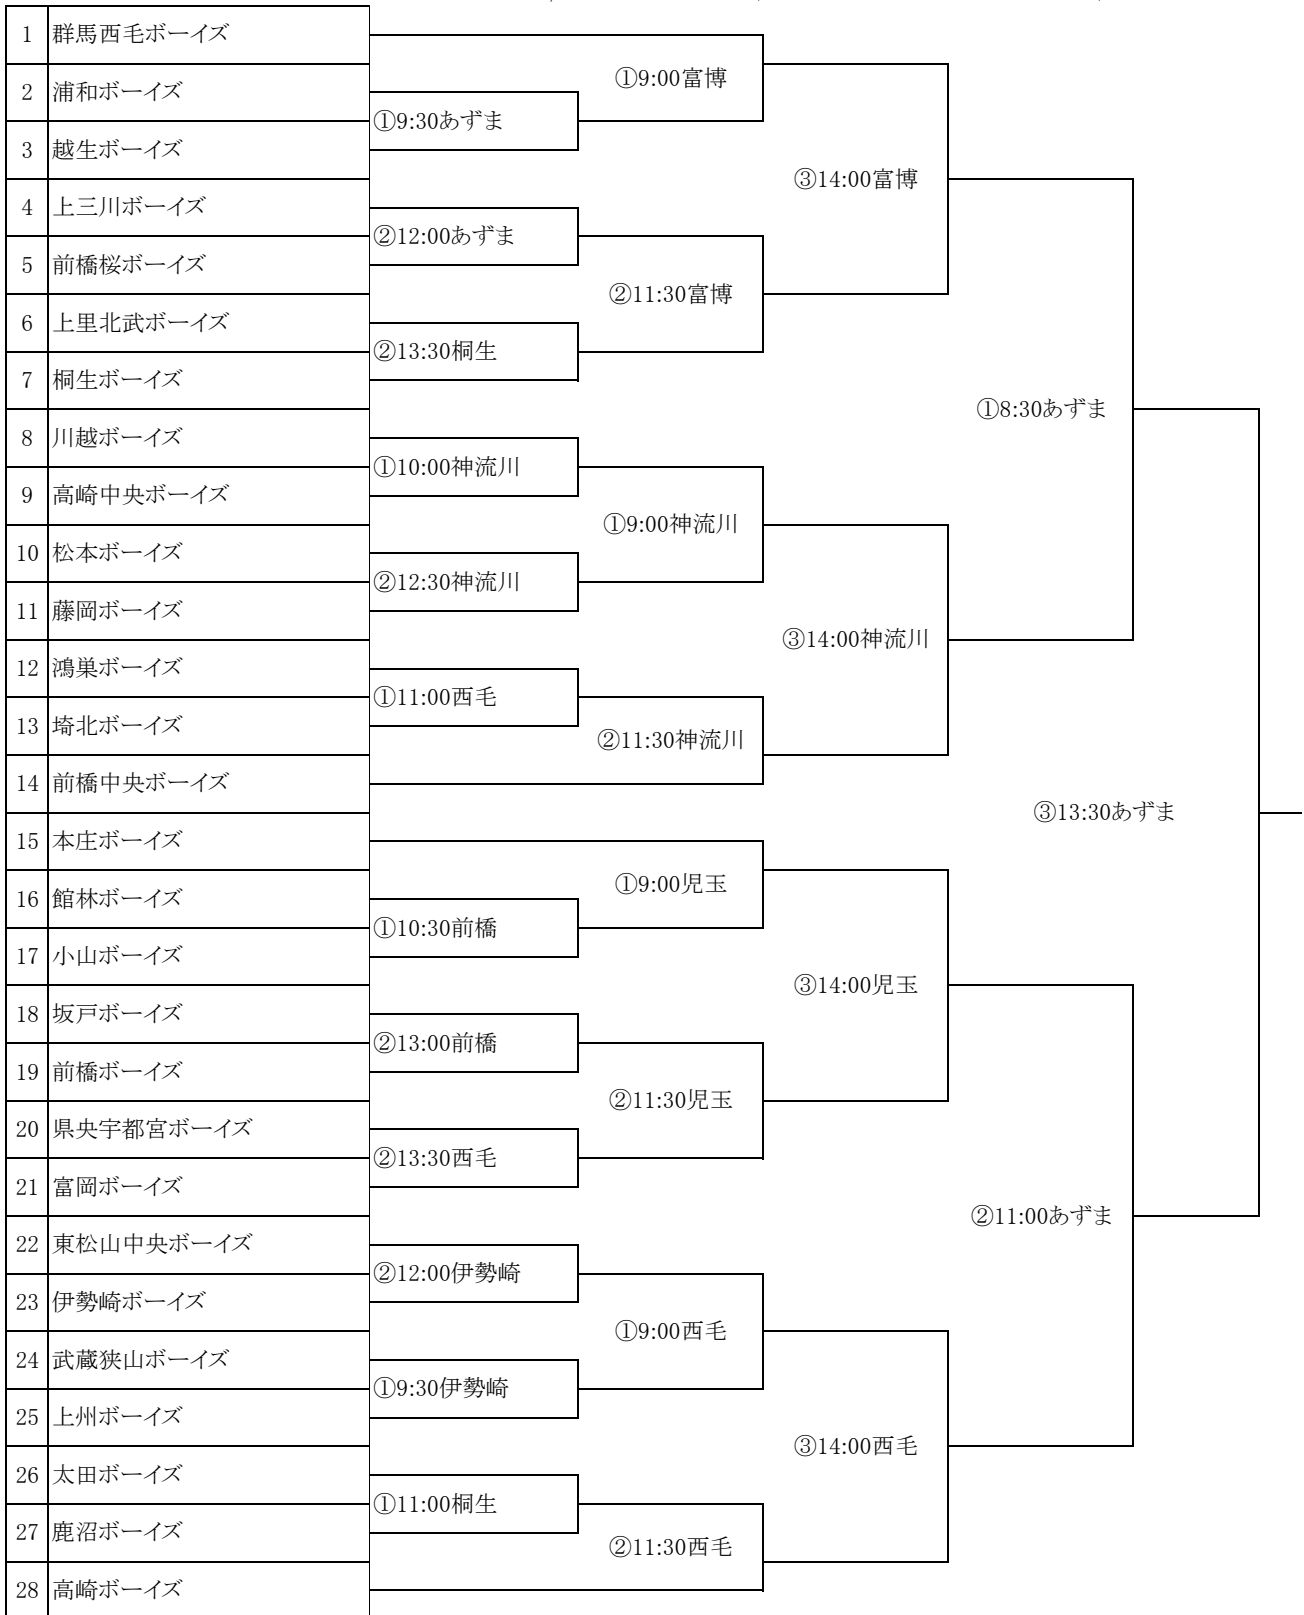 1 群馬西毛ボーイズ
①9:00富博
2 浦和ボーイズ
①9:30あずま
3 越生ボーイズ
③14:00富博
4 上三川ボーイズ
②12:00あずま
5 前橋桜ボーイズ
②11:30富博
6 上里北武ボーイズ
②13:30桐生
7 桐生ボーイズ
①8:30あずま
8 川越ボーイズ
①10:00神流川
9 高崎中央ボーイズ
①9:00神流川
10 松本ボーイズ
②12:30神流川
11 藤岡ボーイズ
③14:00神流川
12 鴻巣ボーイズ
①11:00西毛
13 埼北ボーイズ
②11:30神流川
14 前橋中央ボーイズ
③13:30あずま
15 本庄ボーイズ
①9:00児玉
16 館林ボーイズ
①10:30前橋
17 小山ボーイズ
③14:00児玉
18 坂戸ボーイズ
②13:00前橋
19 前橋ボーイズ
②11:30児玉
20 県央宇都宮ボーイズ
②13:30西毛
21 富岡ボーイズ
②11:00あずま
22 東松山中央ボーイズ
②12:00伊勢崎
23 伊勢崎ボーイズ
①9:00西毛
24 武蔵狭山ボーイズ
①9:30伊勢崎
25 上州ボーイズ
③14:00西毛
26 太田ボーイズ
①11:00桐生
27 鹿沼ボーイズ
②11:30西毛
28 高崎ボーイズ